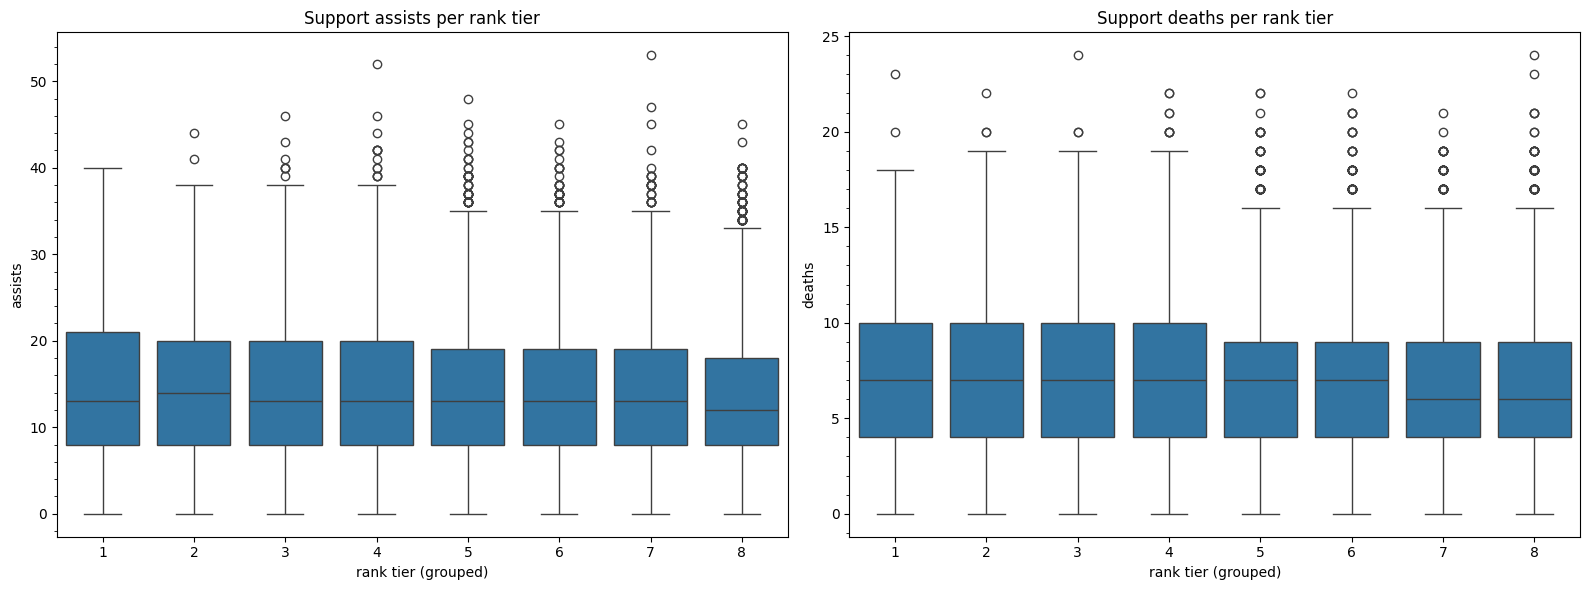 Support assists per rank tier
50
40
30
20
10
0
assists
1 2 3 4 5 6 7 8
rank tier (grouped)
Support deaths per rank tier
25
20
15
10
5
0
deaths
1 2 3 4 5 6 7 8
rank tier (grouped)